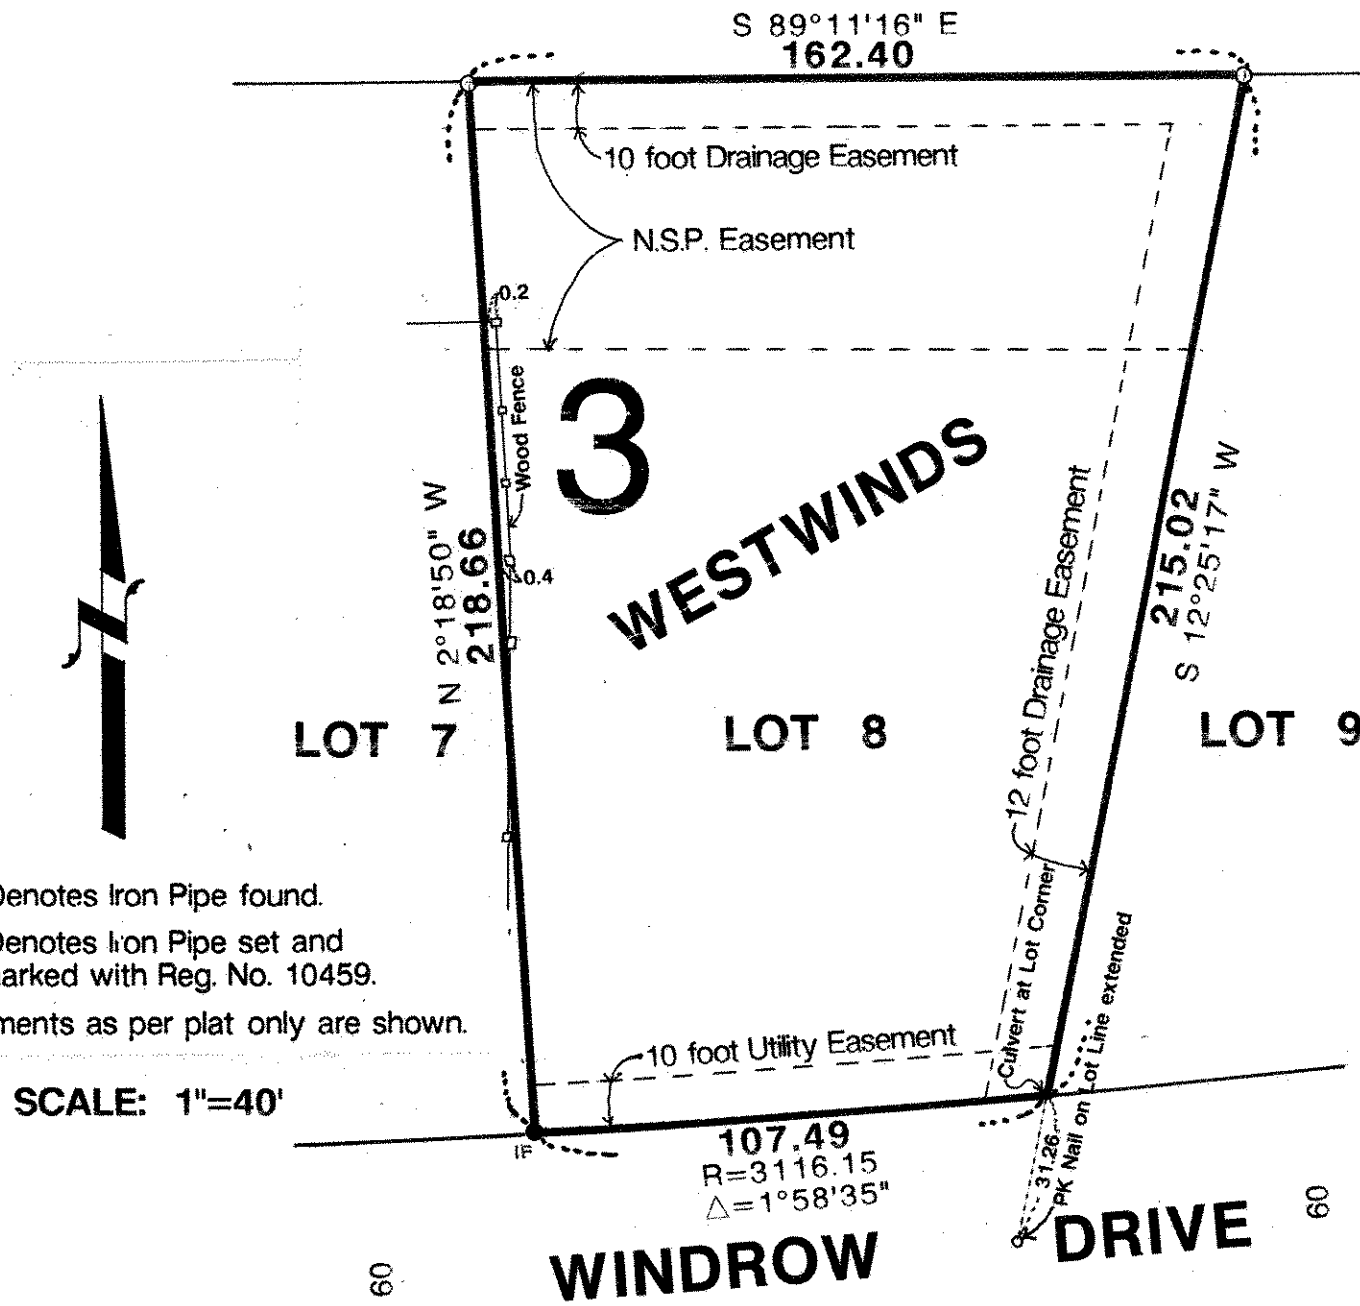 S 89°11'16" E
162.40
10 foot Drainage Easement
N.S.P. Easement
0.2
Wood Fence
3
WESTWINDS
N 2°18'50" W
218.66
0.4
12 foot Drainage Easement
215.02
S 12°25'17" W
LOT 7
LOT 8
LOT 9
Denotes Iron Pipe found.
Denotes Iron Pipe set and
arked with Reg. No. 10459.
ments as per plat only are shown.
SCALE: 1"=40'
10 foot Utility Easement
Culvert at Lot Corner
PK Nail on Lot Line extended
31.26
IF
107.49
R=3116.15
△=1°58'35"
WINDROW DRIVE
60
60